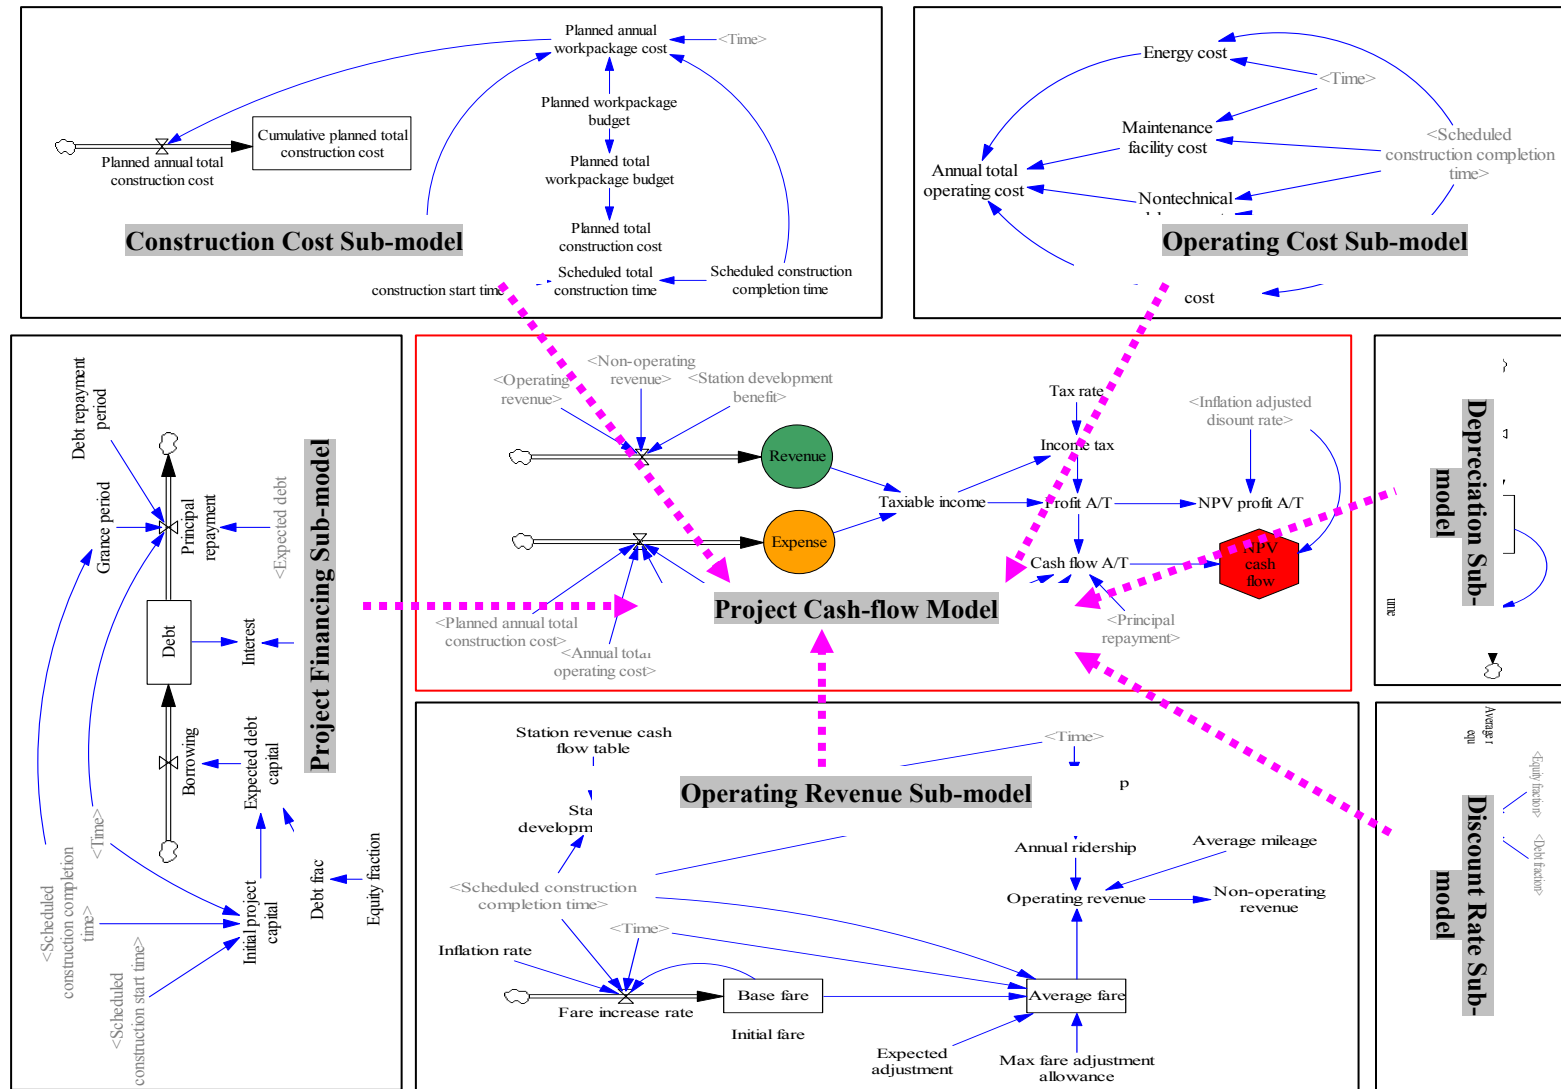 Planned annual
workpackage cost
<Time>
Planned workpackage
budget
Cumulative planned total
construction cost
Planned annual total
construction cost
Planned total
workpackage budget
Planned total
construction cost
Construction Cost Sub-model
Scheduled total
construction time
Scheduled construction
completion time
construction start time
Energy cost
<Time>
Maintenance
facility cost
<Scheduled
construction completion
time>
Annual total
operating cost
Nontechnical
Operating Cost Sub-model
cost
Debt repayment
period
Grance period
Principal
repayment
<Expected debt
Debt
Interest
Project Financing Sub-model
Borrowing
Expected debt
capital
<Time>
<Scheduled
construction completion
time>
<Scheduled
construction start time>
Initial project
capital
Debt frac
Equity fraction
<Operating
revenue>
<Non-operating
revenue>
<Station development
benefit>
Tax rate
<Inflation adjusted
disount rate>
Revenue
Income tax
Taxiable income
Profit A/T
NPV profit A/T
Expense
Cash flow A/T
NPV
cash
flow
Project Cash-flow Model
<Planned annual total
construction cost>
<Annual total
operating cost>
<Principal
repayment>
Depreciation Sub-
model
ume
Station revenue cash
flow table
<Time>
Operating Revenue Sub-model
p
Sta
developm
Annual ridership
Average mileage
<Scheduled construction
completion time>
Operating revenue
Non-operating
revenue
<Time>
Inflation rate
Base fare
Average fare
Fare increase rate
Initial fare
Expected
adjustment
Max fare adjustment
allowance
Average r
equ
<Equity fraction>
<Debt fraction>
Discount Rate Sub-
model